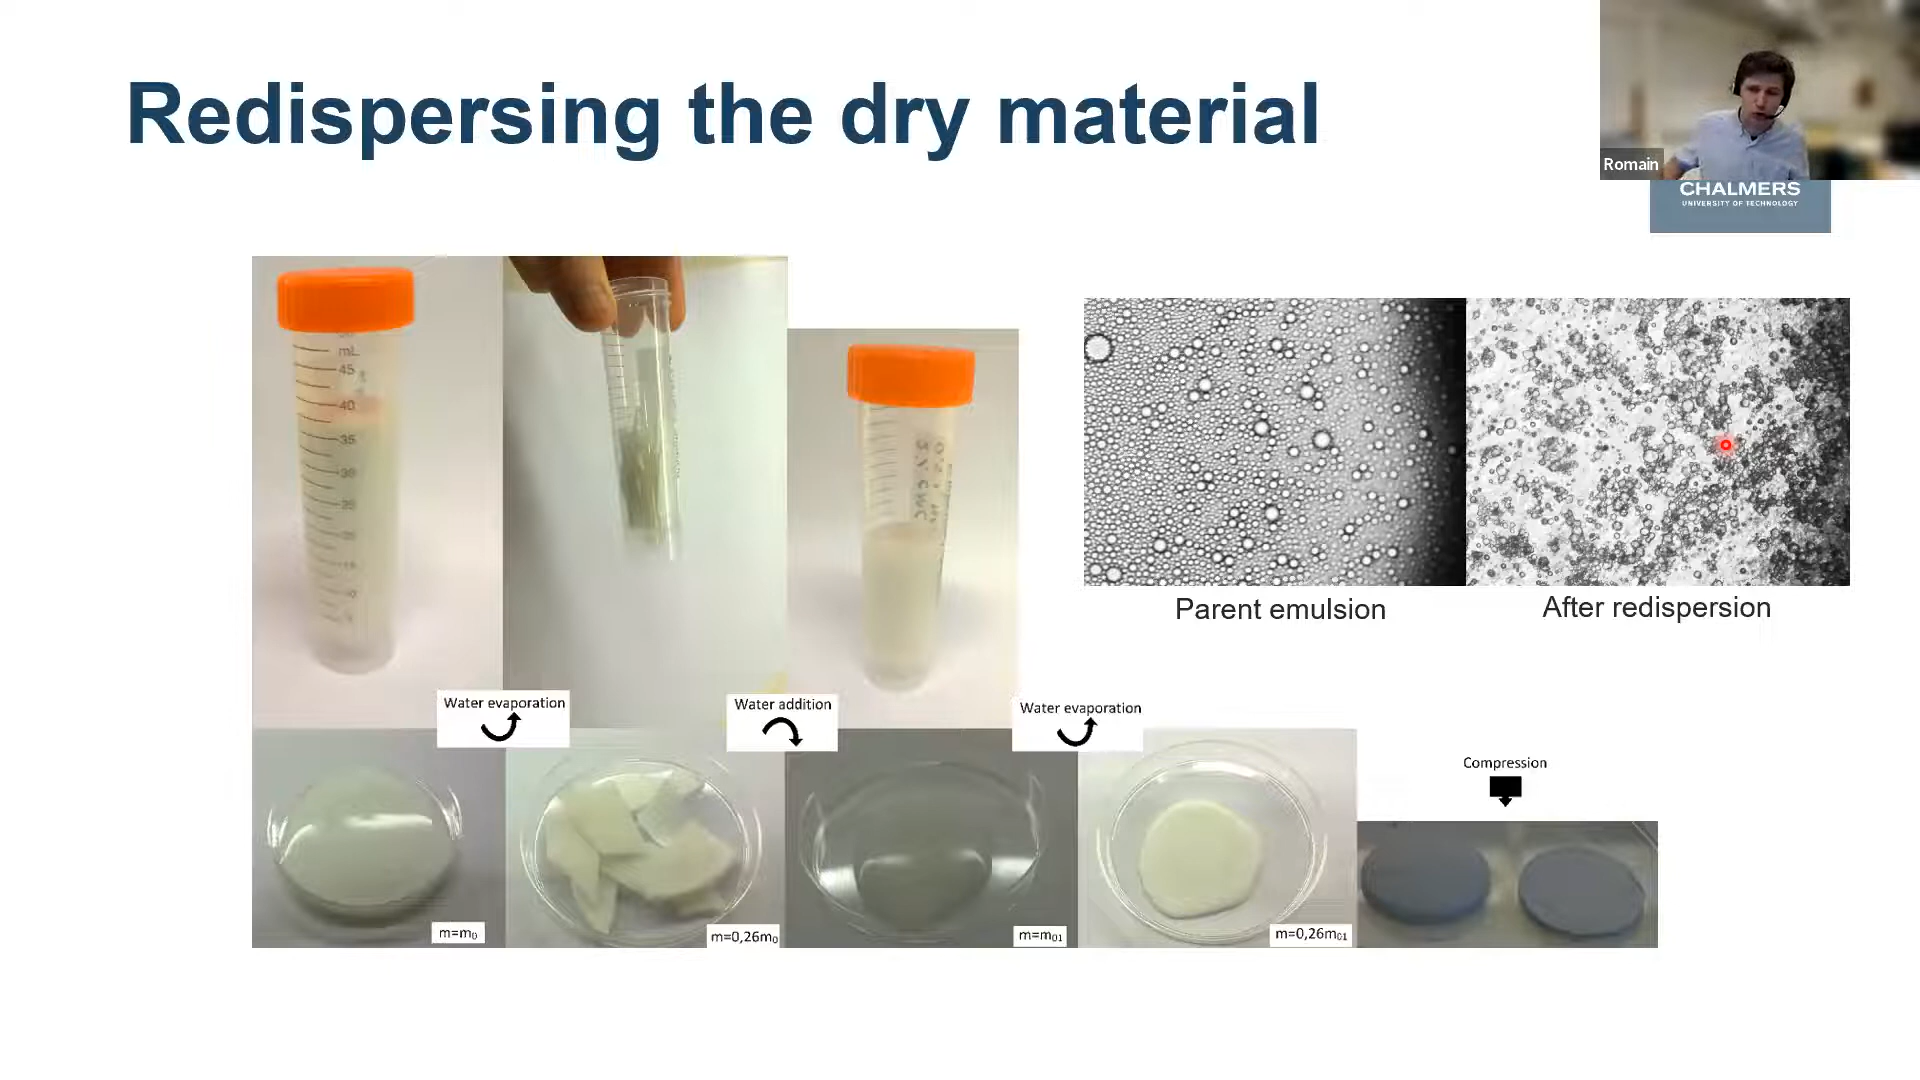 Redispersing the dry material
Romain
CHALMERS
UNIVERSITY OF TECHNOLOGY
mL
45
40
35
30
Parent emulsion
After redispersion
Water evaporation
Water addition
Water evaporation
Compression
m=m₀
m=0,26m₀
m=m₀₁
m=0,26m₀₁